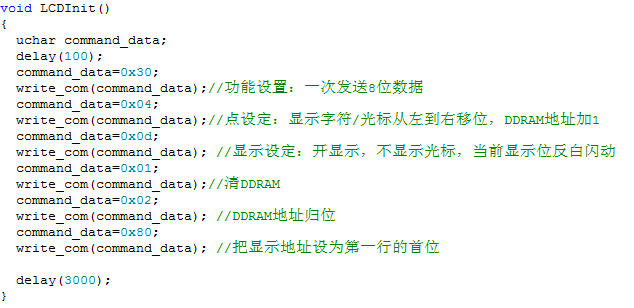 void LCDInit()
{
  uchar command_data;
  delay(100);
  command_data=0x30;
  write_com(command_data);//功能设置：一次发送8位数据
  command_data=0x04;
  write_com(command_data);//点设定：显示字符/光标从左到右移位，DDRAM地址加1
  command_data=0x0d;
  write_com(command_data); //显示设定：开显示，不显示光标，当前显示位反白闪动
  command_data=0x01;
  write_com(command_data);//清DDRAM
  command_data=0x02;
  write_com(command_data); //DDRAM地址归位
  command_data=0x80;
  write_com(command_data); //把显示地址设为第一行的首位
  delay(3000);
}